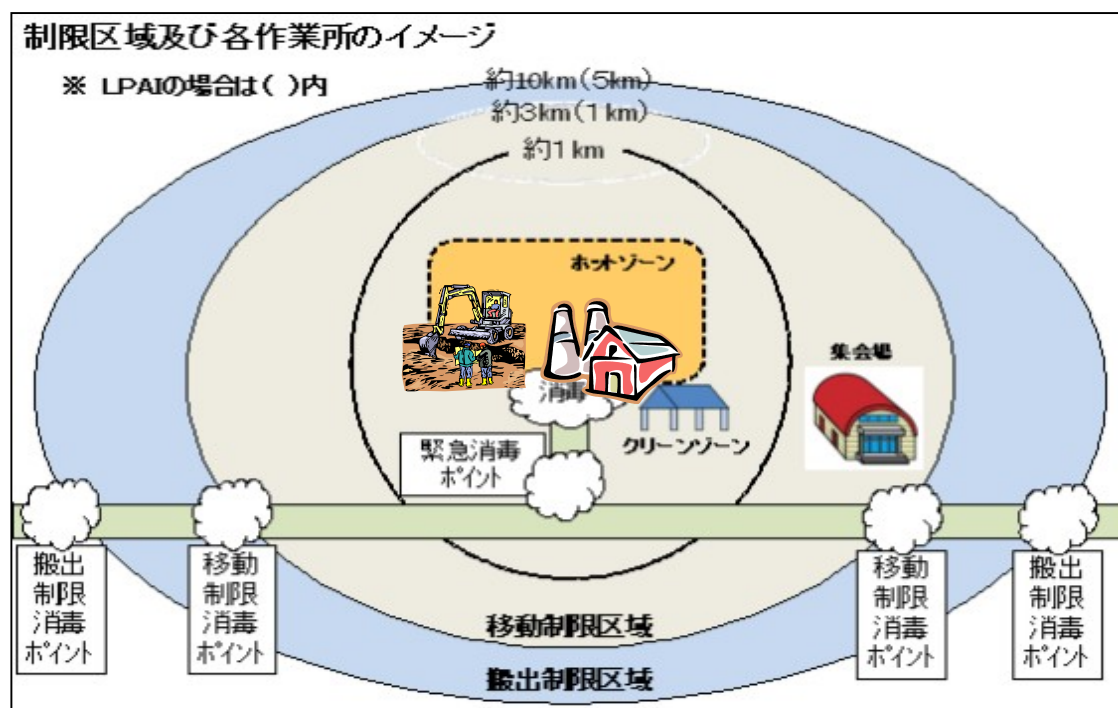 制限区域及び各作業所のイメージ
※ LPAIの場合は( )内
約10km(5km)
約3km(1km)
約1km
ホットゾーン
集会場
消毒
クリーンゾーン
緊急消毒
ポイント
搬出
制限
消毒
ポイント
移動
制限
消毒
ポイント
移動
制限
消毒
ポイント
搬出
制限
消毒
ポイント
移動制限区域
搬出制限区域